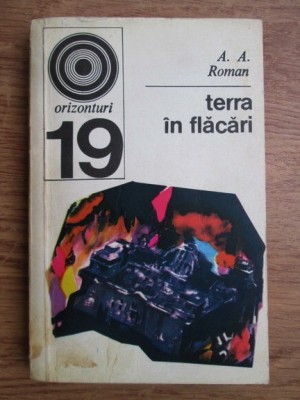 orizonturi
19
A. A.
Roman
terra
în flăcări